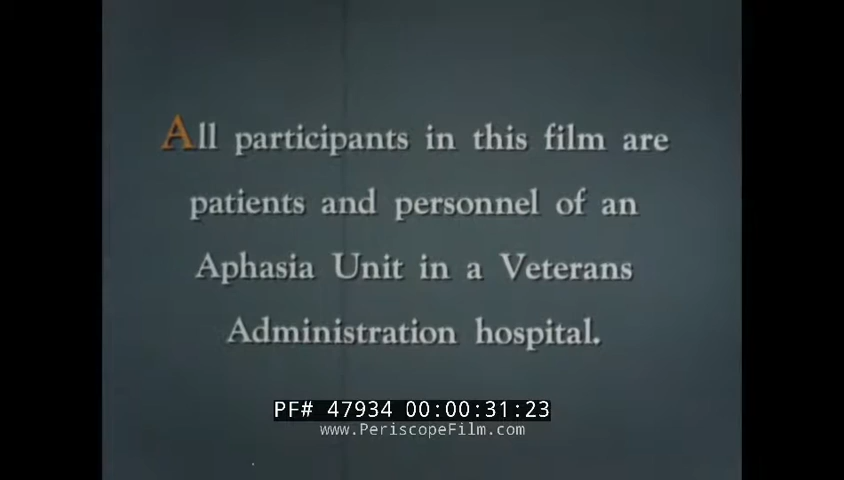 All participants in this film are
patients and personnel of an
Aphasia Unit in a Veterans
Administration hospital.
PF# 47934 00:00:31:23
www.PeriscopeFilm.com